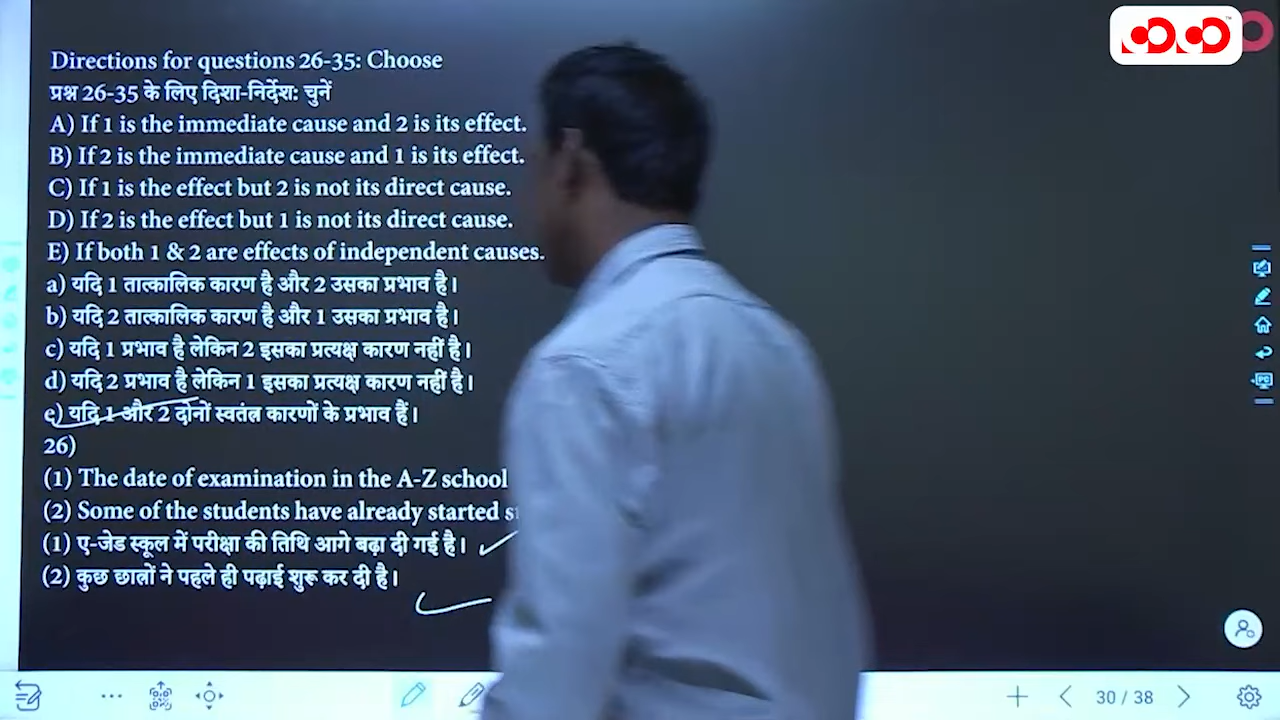 Directions for questions 26-35: Choose
प्रश्न 26-35 के लिए दिशा-निर्देश: चुनें
A) If 1 is the immediate cause and 2 is its effect.
B) If 2 is the immediate cause and 1 is its effect.
C) If 1 is the effect but 2 is not its direct cause.
D) If 2 is the effect but 1 is not its direct cause.
E) If both 1 & 2 are effects of independent causes.
a) यदि 1 तात्कालिक कारण है और 2 उसका प्रभाव है।
b) यदि 2 तात्कालिक कारण है और 1 उसका प्रभाव है।
c) यदि 1 प्रभाव है लेकिन 2 इसका प्रत्यक्ष कारण नहीं है।
d) यदि 2 प्रभाव है लेकिन 1 इसका प्रत्यक्ष कारण नहीं है।
e) यदि 1 और 2 दोनों स्वतंत्र कारणों के प्रभाव हैं।
26)
(1) The date of examination in the A-Z school
(2) Some of the students have already started
(1) ए-जेड स्कूल में परीक्षा की तिथि आगे बढ़ा दी गई है।
(2) कुछ छात्रों ने पहले ही पढ़ाई शुरू कर दी है।
PC
30 / 38